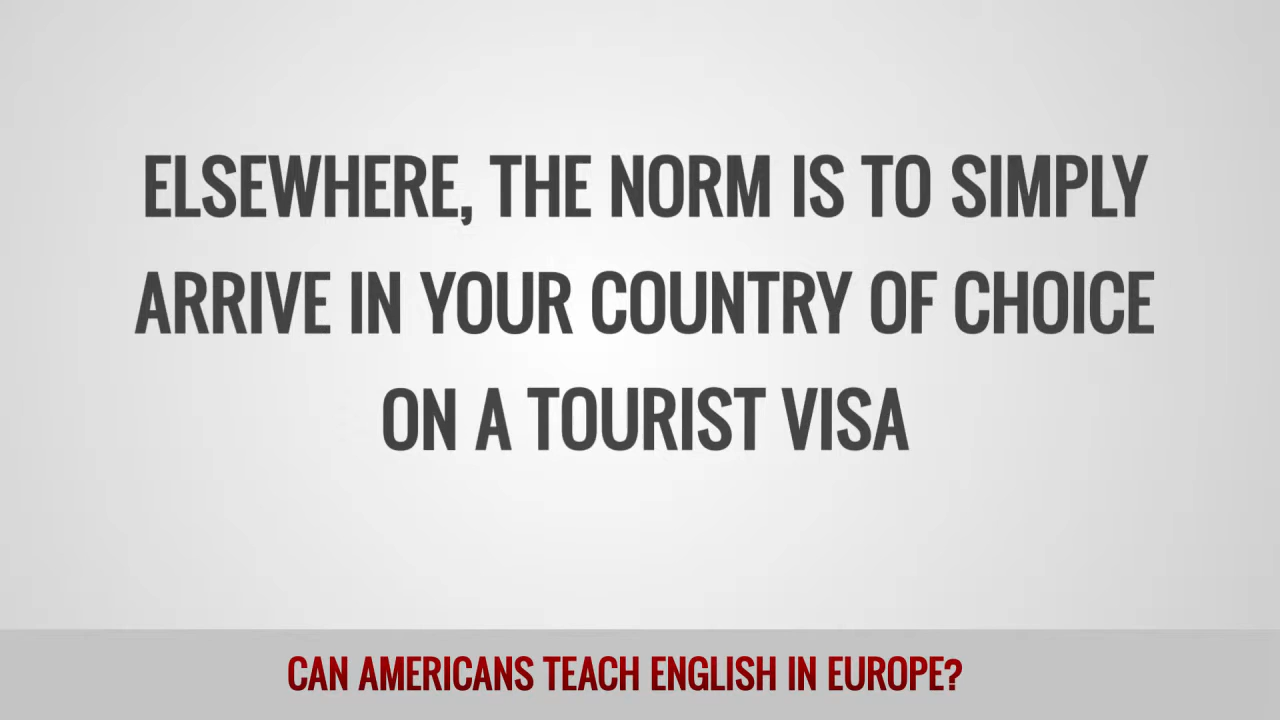 ELSEWHERE, THE NORM IS TO SIMPLY
ARRIVE IN YOUR COUNTRY OF CHOICE
ON A TOURIST VISA
CAN AMERICANS TEACH ENGLISH IN EUROPE?